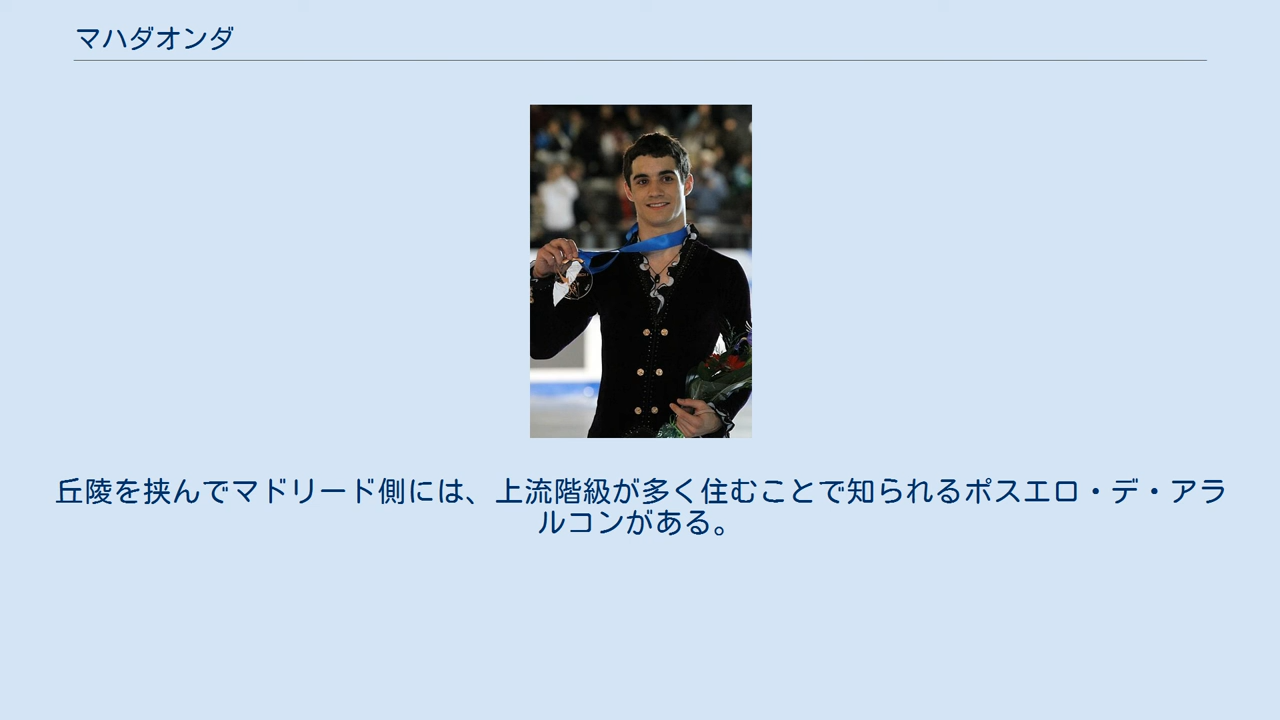 マハダオンダ
丘陵を挟んでマドリード側には、上流階級が多く住むことで知られるポスエロ・デ・アラ
ルコンがある。